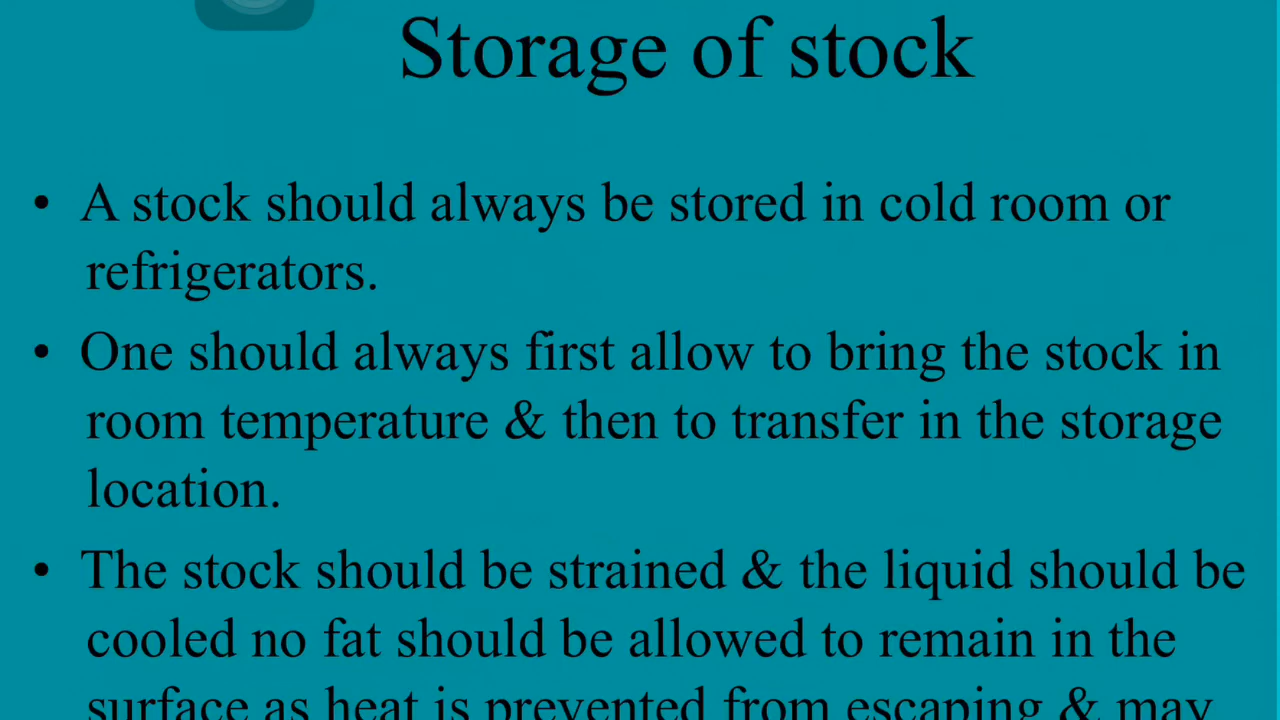 Storage of stock
• A stock should always be stored in cold room or
refrigerators.
• One should always first allow to bring the stock in
room temperature & then to transfer in the storage
location.
• The stock should be strained & the liquid should be
cooled no fat should be allowed to remain in the
surface as heat is prevented from escaping & may